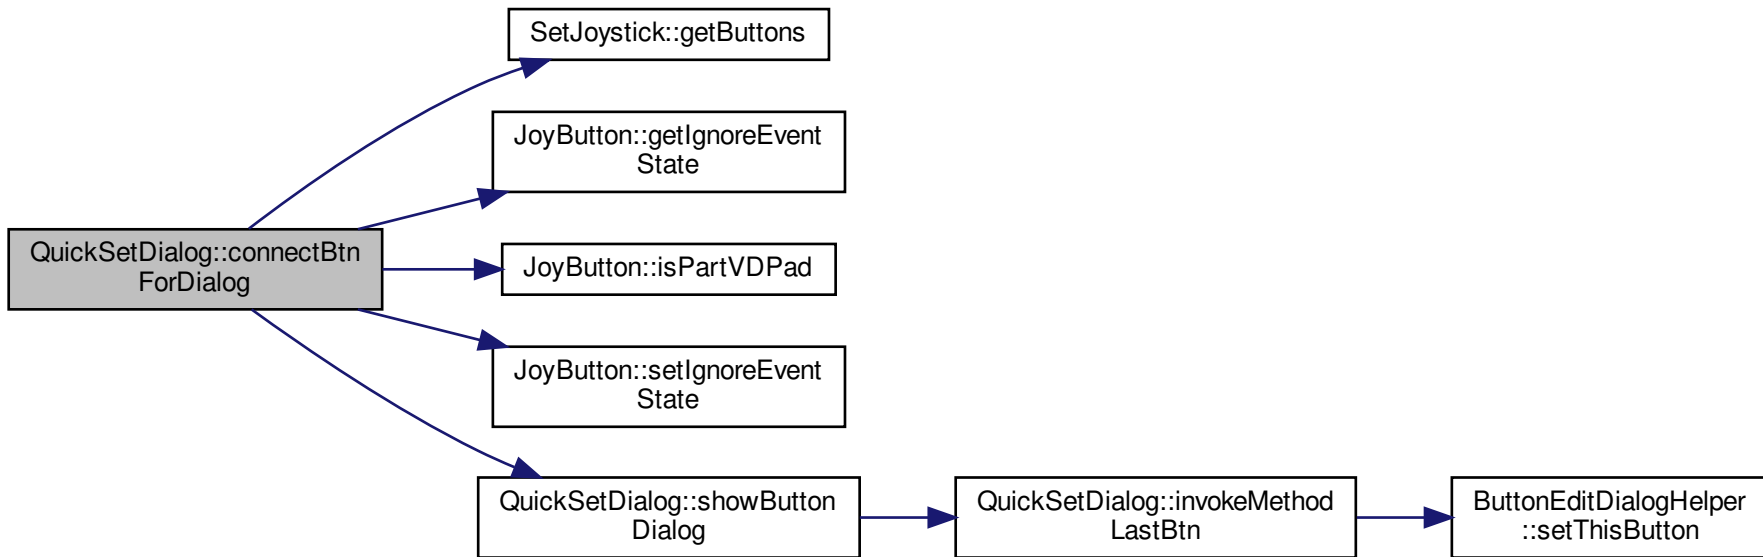 SetJoystick::getButtons
JoyButton::getIgnoreEvent
State
QuickSetDialog::connectBtn
ForDialog
JoyButton::isPartVDPad
JoyButton::setIgnoreEvent
State
QuickSetDialog::showButton
Dialog
QuickSetDialog::invokeMethod
LastBtn
ButtonEditDialogHelper
::setThisButton